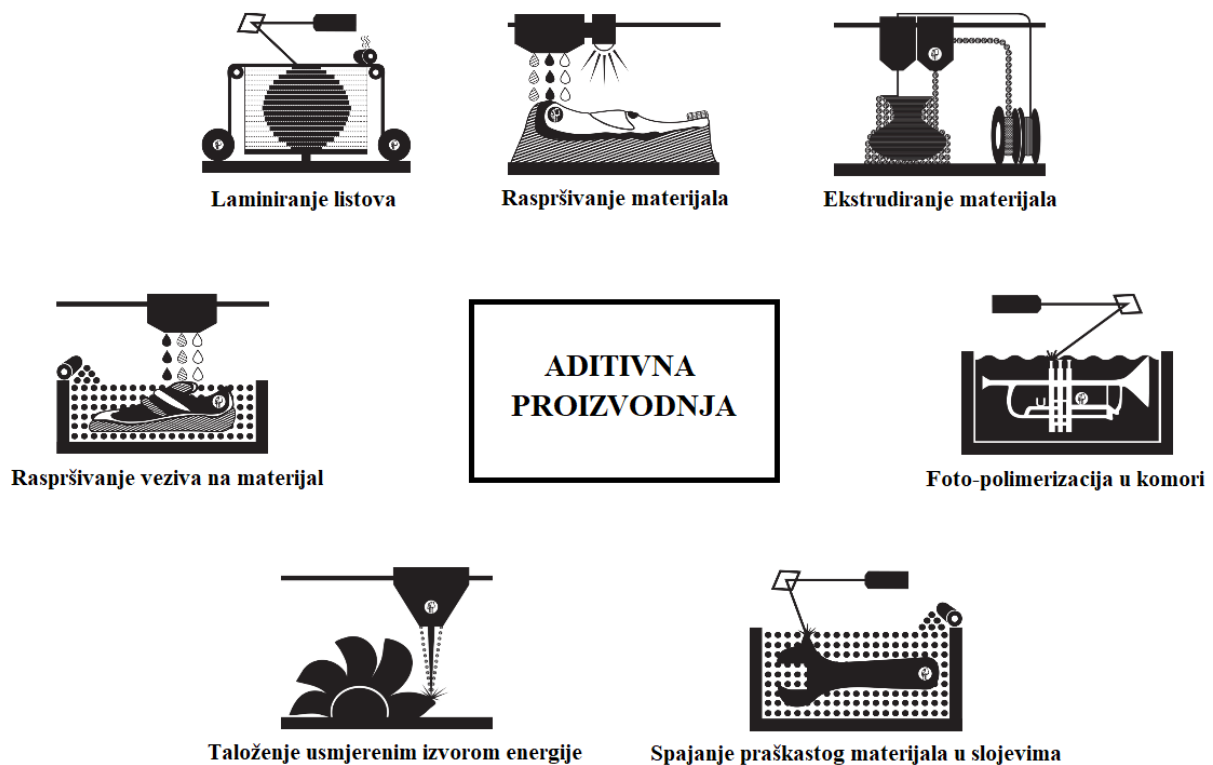 Laminiranje listova
Raspršivanje materijala
Ekstrudiranje materijala
ADITIVNA
PROIZVODNJA
Raspršivanje veziva na materijal
Foto-polimerizacija u komori
Taloženje usmjerenim izvorom energije
Spajanje praškastog materijala u slojevima